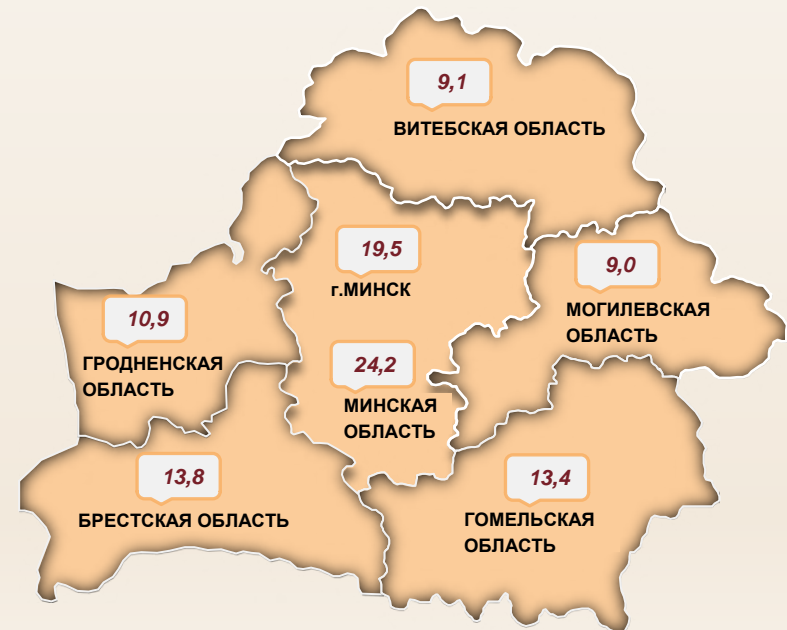 9,1
ВИТЕБСКАЯ ОБЛАСТЬ
19,5
г.МИНСК
9,0
МОГИЛЕВСКАЯ
ОБЛАСТЬ
10,9
ГРОДНЕНСКАЯ
ОБЛАСТЬ
24,2
МИНСКАЯ
ОБЛАСТЬ
13,8
БРЕСТСКАЯ ОБЛАСТЬ
13,4
ГОМЕЛЬСКАЯ
ОБЛАСТЬ